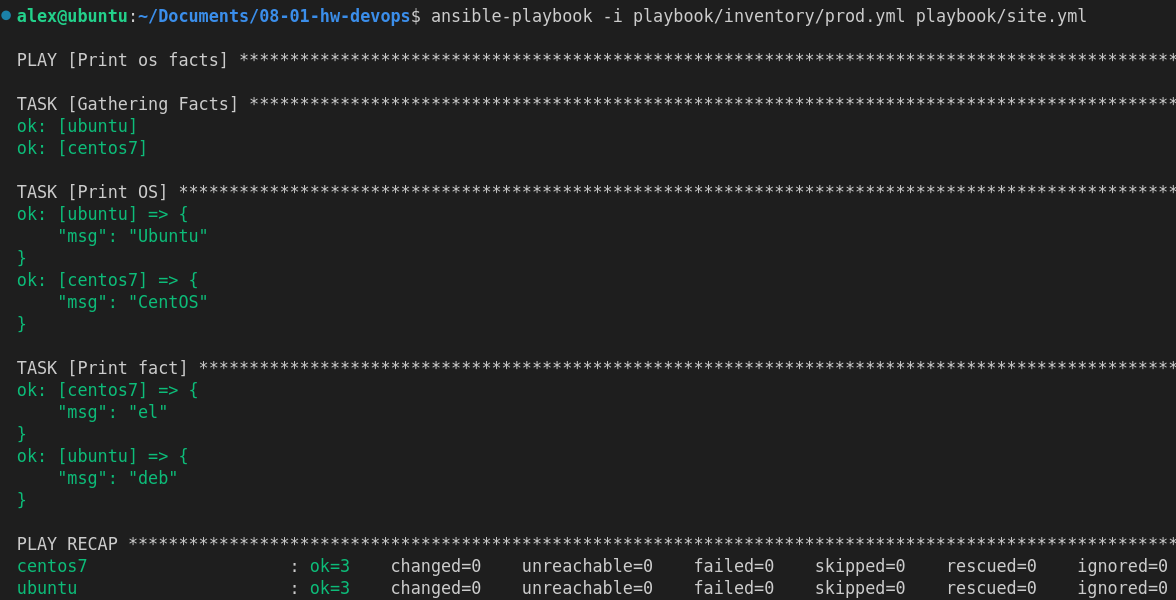 alex@ubuntu:~/Documents/08-01-hw-devops$ ansible-playbook -i playbook/inventory/prod.yml playbook/site.yml
PLAY [Print os facts] *********************************************************************************************
TASK [Gathering Facts] ********************************************************************************************
ok: [ubuntu]
ok: [centos7]
TASK [Print OS] ***************************************************************************************************
ok: [ubuntu] => {
    "msg": "Ubuntu"
}
ok: [centos7] => {
    "msg": "CentOS"
}
TASK [Print fact] *************************************************************************************************
ok: [centos7] => {
    "msg": "el"
}
ok: [ubuntu] => {
    "msg": "deb"
}
PLAY RECAP ********************************************************************************************************
centos7                    : ok=3    changed=0    unreachable=0    failed=0    skipped=0    rescued=0    ignored=0
ubuntu                     : ok=3    changed=0    unreachable=0    failed=0    skipped=0    rescued=0    ignored=0